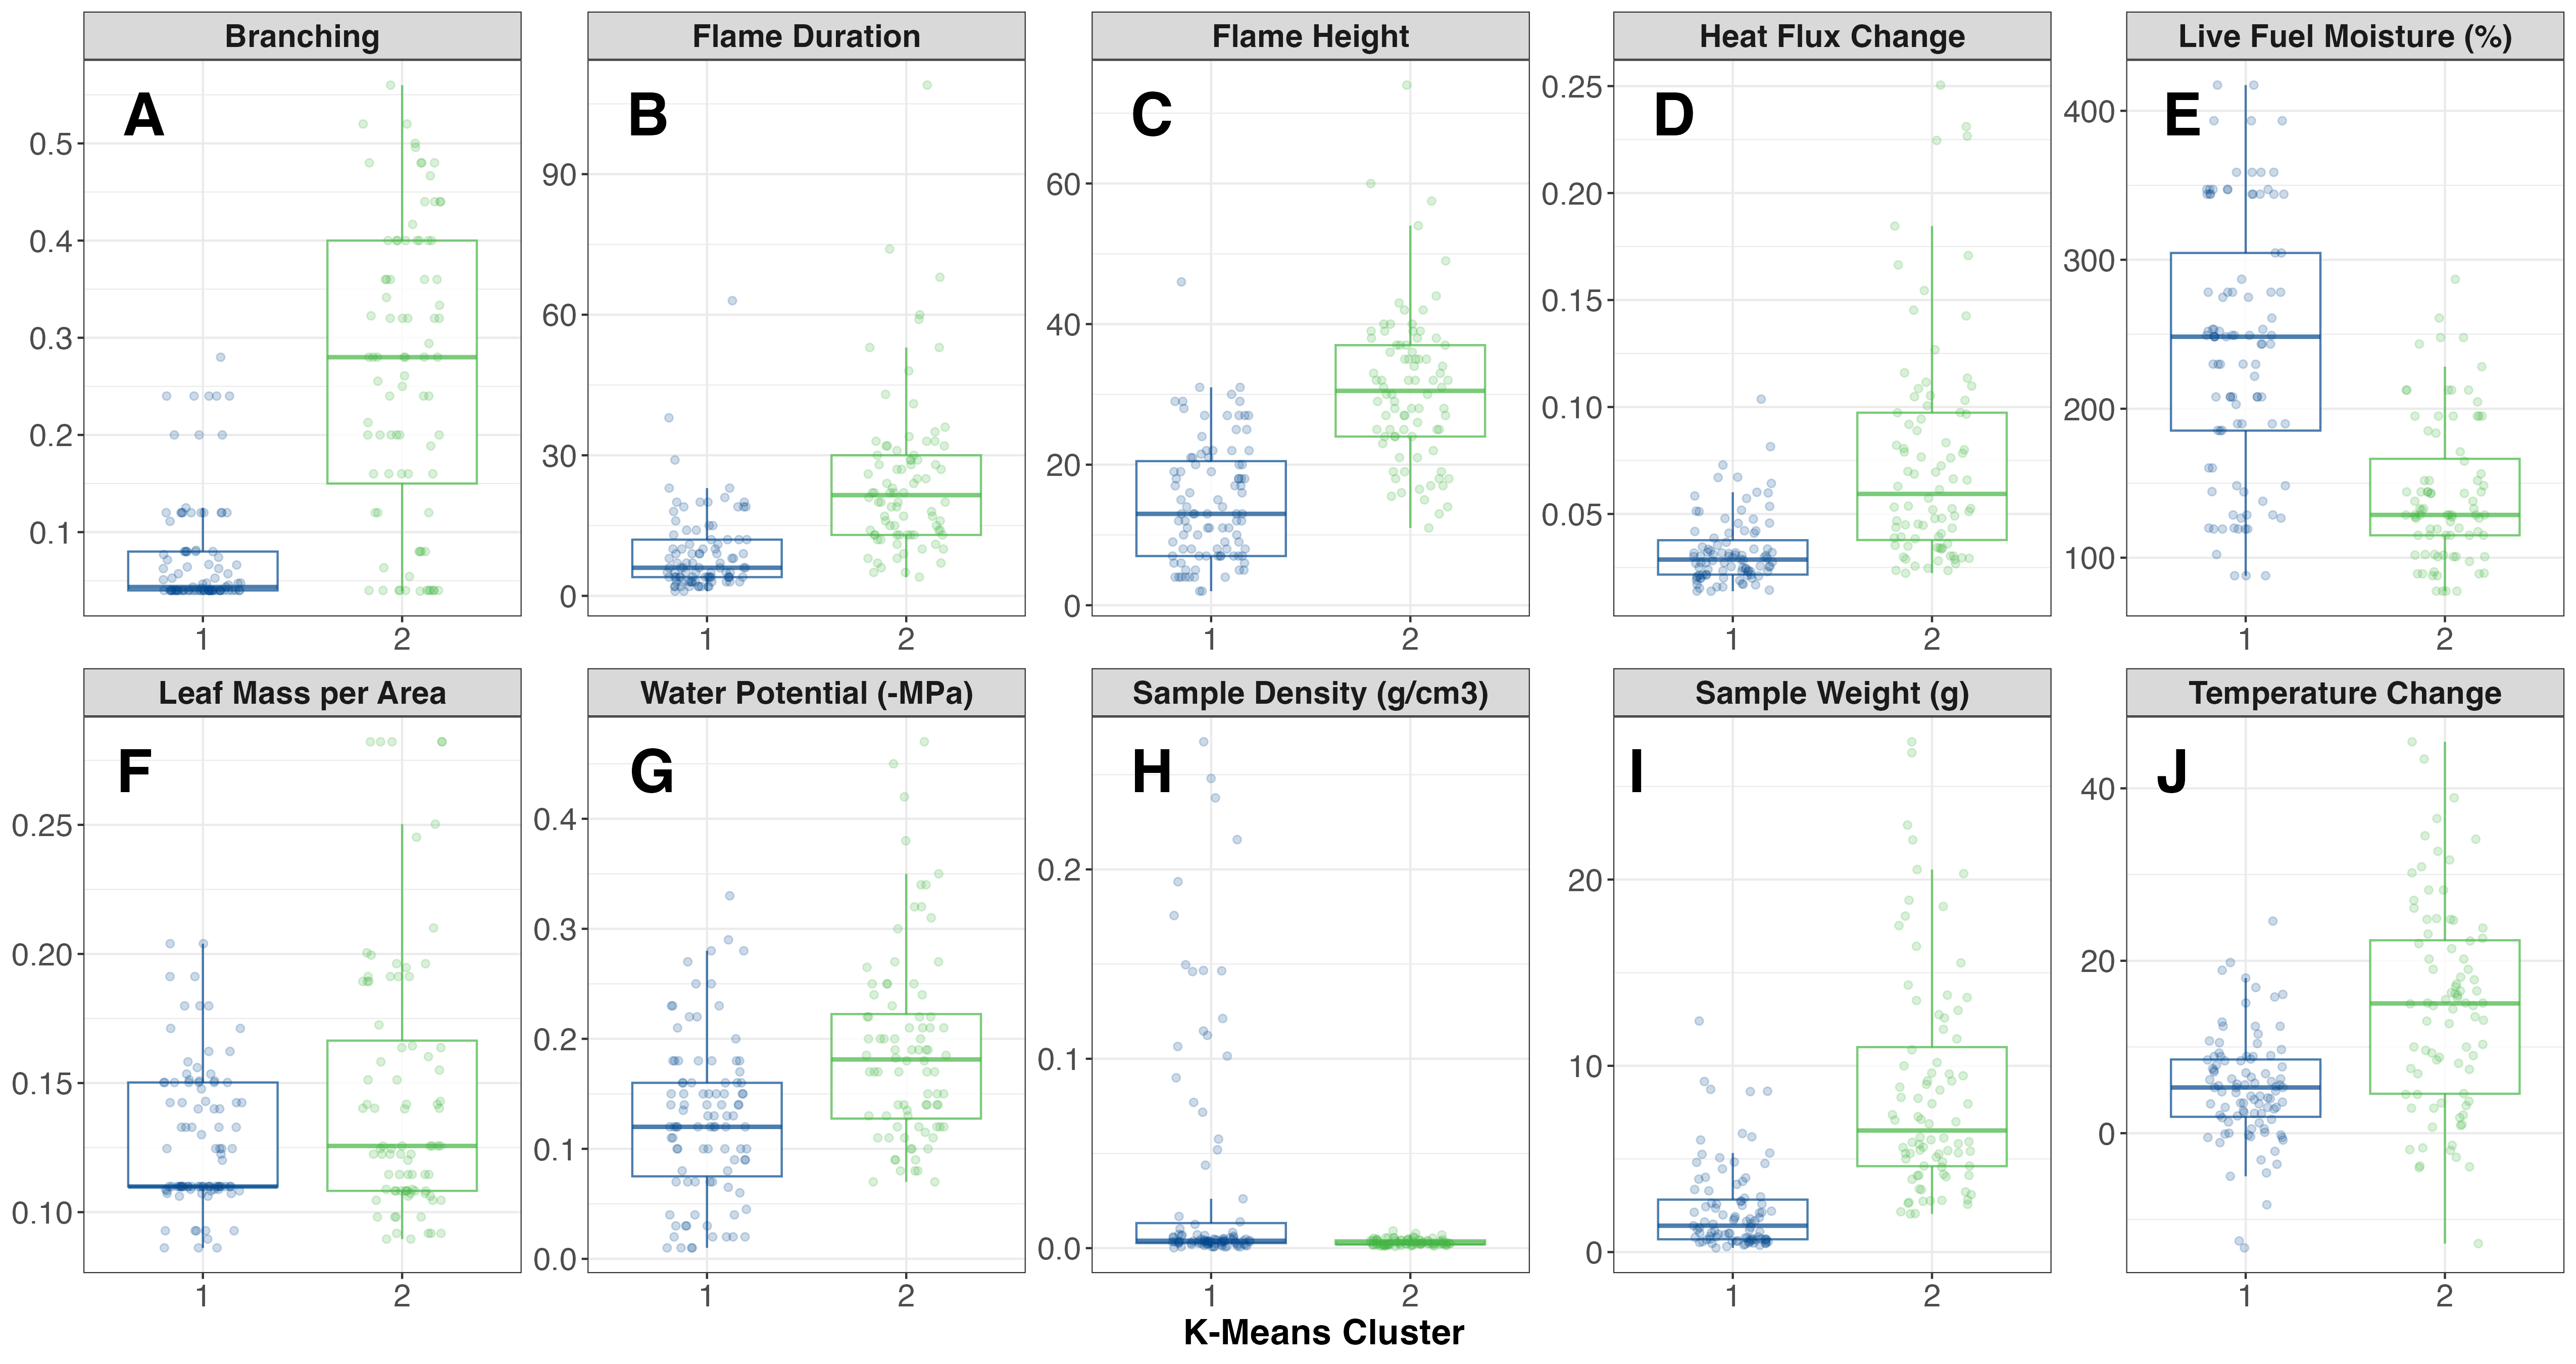 Branching
Flame Duration
Flame Height
Heat Flux Change
Live Fuel Moisture (%)
A
B
C
D
E
0.5
0.4
0.3
0.2
0.1
90
60
30
0
60
40
20
0
0.25
0.20
0.15
0.10
0.05
400
300
200
100
1 2
1 2
1 2
1 2
1 2
Leaf Mass per Area
Water Potential (-MPa)
Sample Density (g/cm3)
Sample Weight (g)
Temperature Change
F
G
H
I
J
0.25
0.20
0.15
0.10
0.4
0.3
0.2
0.1
0.0
0.2
0.1
0.0
20
10
0
40
20
0
1 2
1 2
1 2
1 2
1 2
K-Means Cluster